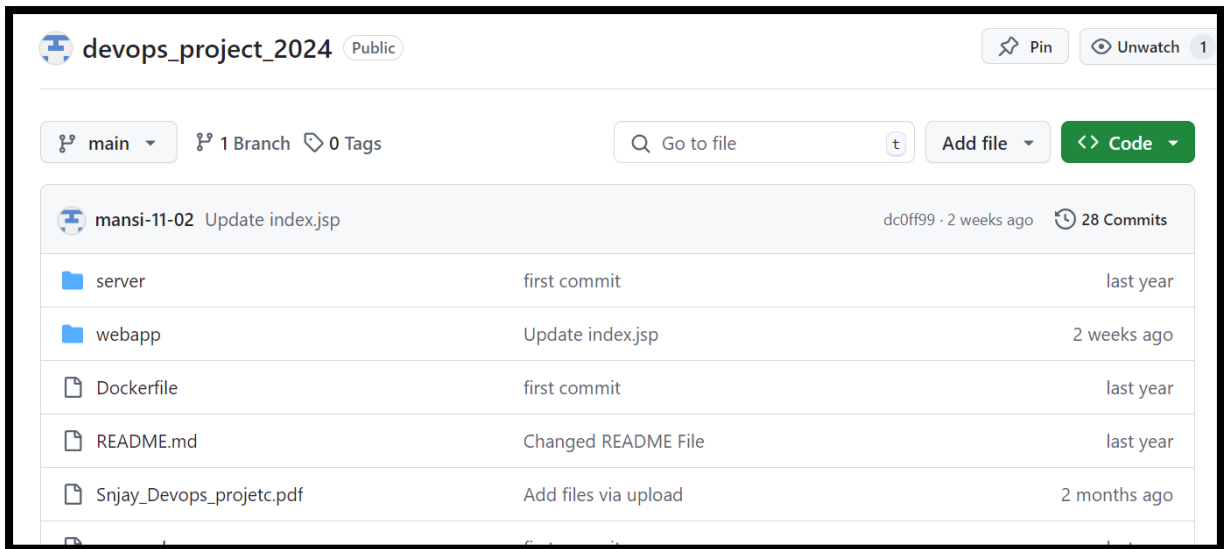 devops_project_2024 Public Pin Unwatch 1
main 1 Branch 0 Tags Go to file t Add file Code
mansi-11-02 Update index.jsp dc0ff99 · 2 weeks ago 28 Commits
server first commit last year
webapp Update index.jsp 2 weeks ago
Dockerfile first commit last year
README.md Changed README File last year
Snjay_Devops_projetc.pdf Add files via upload 2 months ago